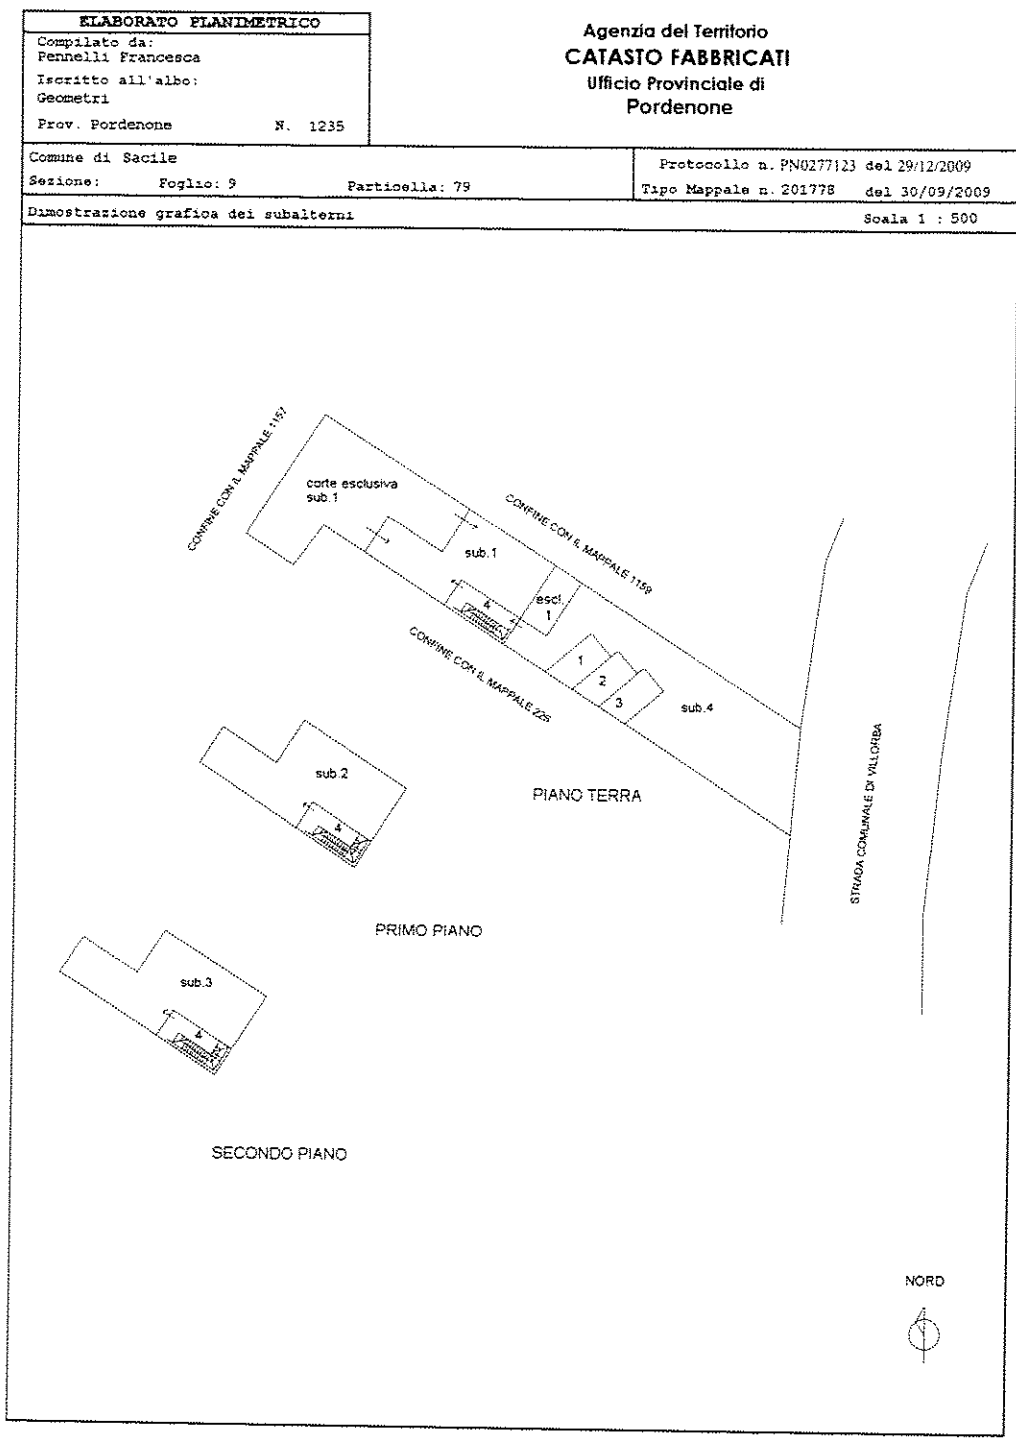 ELABORATO PLANIMETRICO
Compilato da:
Pennelli Francesca
Iscritto all'albo:
Geometri
Prov. Pordenone N. 1235
Agenzia del Territorio
CATASTO FABBRICATI
Ufficio Provinciale di
Pordenone
Comune di Sacile
Sezione: Foglio: 9 Particella: 79
Protocollo n. PN0277123 del 29/12/2009
Tipo Mappale n. 201778 del 30/09/2009
Dimostrazione grafica dei subalterni
Scala 1 : 500
CONFINE CON IL MAPPALE 1157
corte esclusiva
sub.1
CONFINE CON IL MAPPALE 1159
sub.1
escl.
1
&
CONFINE CON IL MAPPALE 226
1
2
3
sub.4
STRADA COMUNALE DI VILLORBA
PIANO TERRA
sub.2
&
PRIMO PIANO
sub.3
&
SECONDO PIANO
NORD